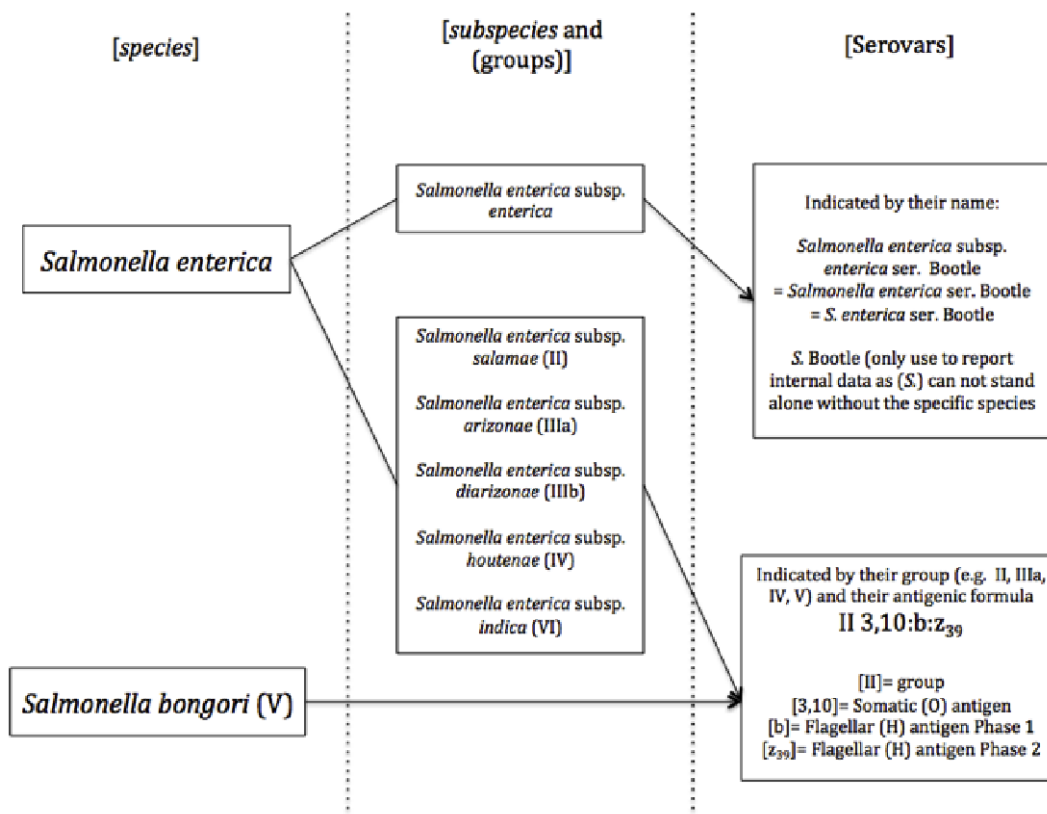 [species]
[subspecies and
(groups)]
[Serovars]
Salmonella enterica
Salmonella bongori (V)
Salmonella enterica subsp.
enterica
Salmonella enterica subsp.
salamae (II)
Salmonella enterica subsp.
arizonae (IIIa)
Salmonella enterica subsp.
diarizonae (IIIb)
Salmonella enterica subsp.
houtenae (IV)
Salmonella enterica subsp.
indica (VI)
Indicated by their name:
Salmonella enterica subsp.
enterica ser. Bootle
= Salmonella enterica ser. Bootle
= S. enterica ser. Bootle
S. Bootle (only use to report
internal data as (S.) can not stand
alone without the specific species
Indicated by their group (e.g. II, IIIa,
IV, V) and their antigenic formula
II 3,10:b:z39
[II]= group
[3,10]= Somatic (O) antigen
[b]= Flagellar (H) antigen Phase 1
[z39]= Flagellar (H) antigen Phase 2